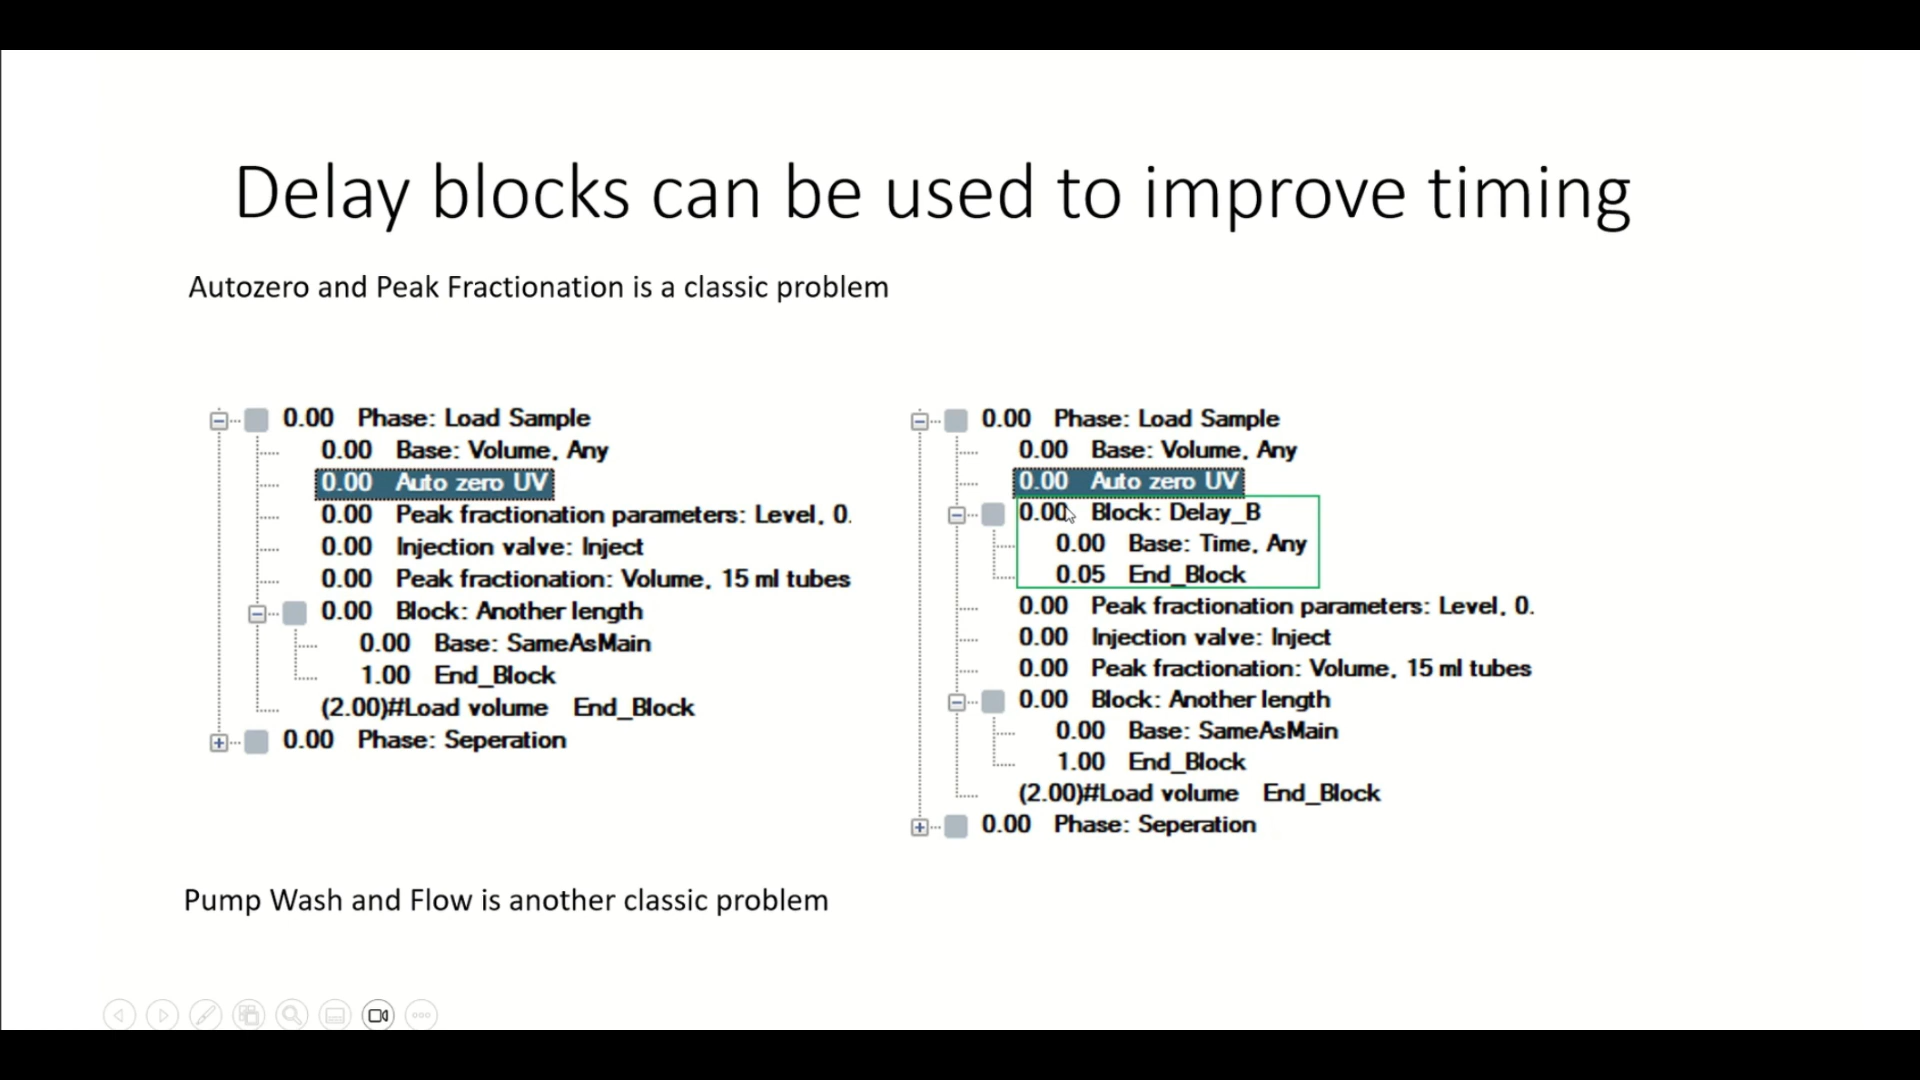 Delay blocks can be used to improve timing
Autozero and Peak Fractionation is a classic problem
0.00 Phase: Load Sample
0.00 Base: Volume, Any
0.00 Auto zero UV
0.00 Peak fractionation parameters: Level, 0.
0.00 Injection valve: Inject
0.00 Peak fractionation: Volume, 15 ml tubes
0.00 Block: Another length
0.00 Base: SameAsMain
1.00 End_Block
(2.00)#Load volume End_Block
0.00 Phase: Seperation
0.00 Phase: Load Sample
0.00 Base: Volume, Any
0.00 Auto zero UV
0.00 Block: Delay_B
0.00 Base: Time, Any
0.05 End_Block
0.00 Peak fractionation parameters: Level, 0.
0.00 Injection valve: Inject
0.00 Peak fractionation: Volume, 15 ml tubes
0.00 Block: Another length
0.00 Base: SameAsMain
1.00 End_Block
(2.00)#Load volume End_Block
0.00 Phase: Seperation
Pump Wash and Flow is another classic problem